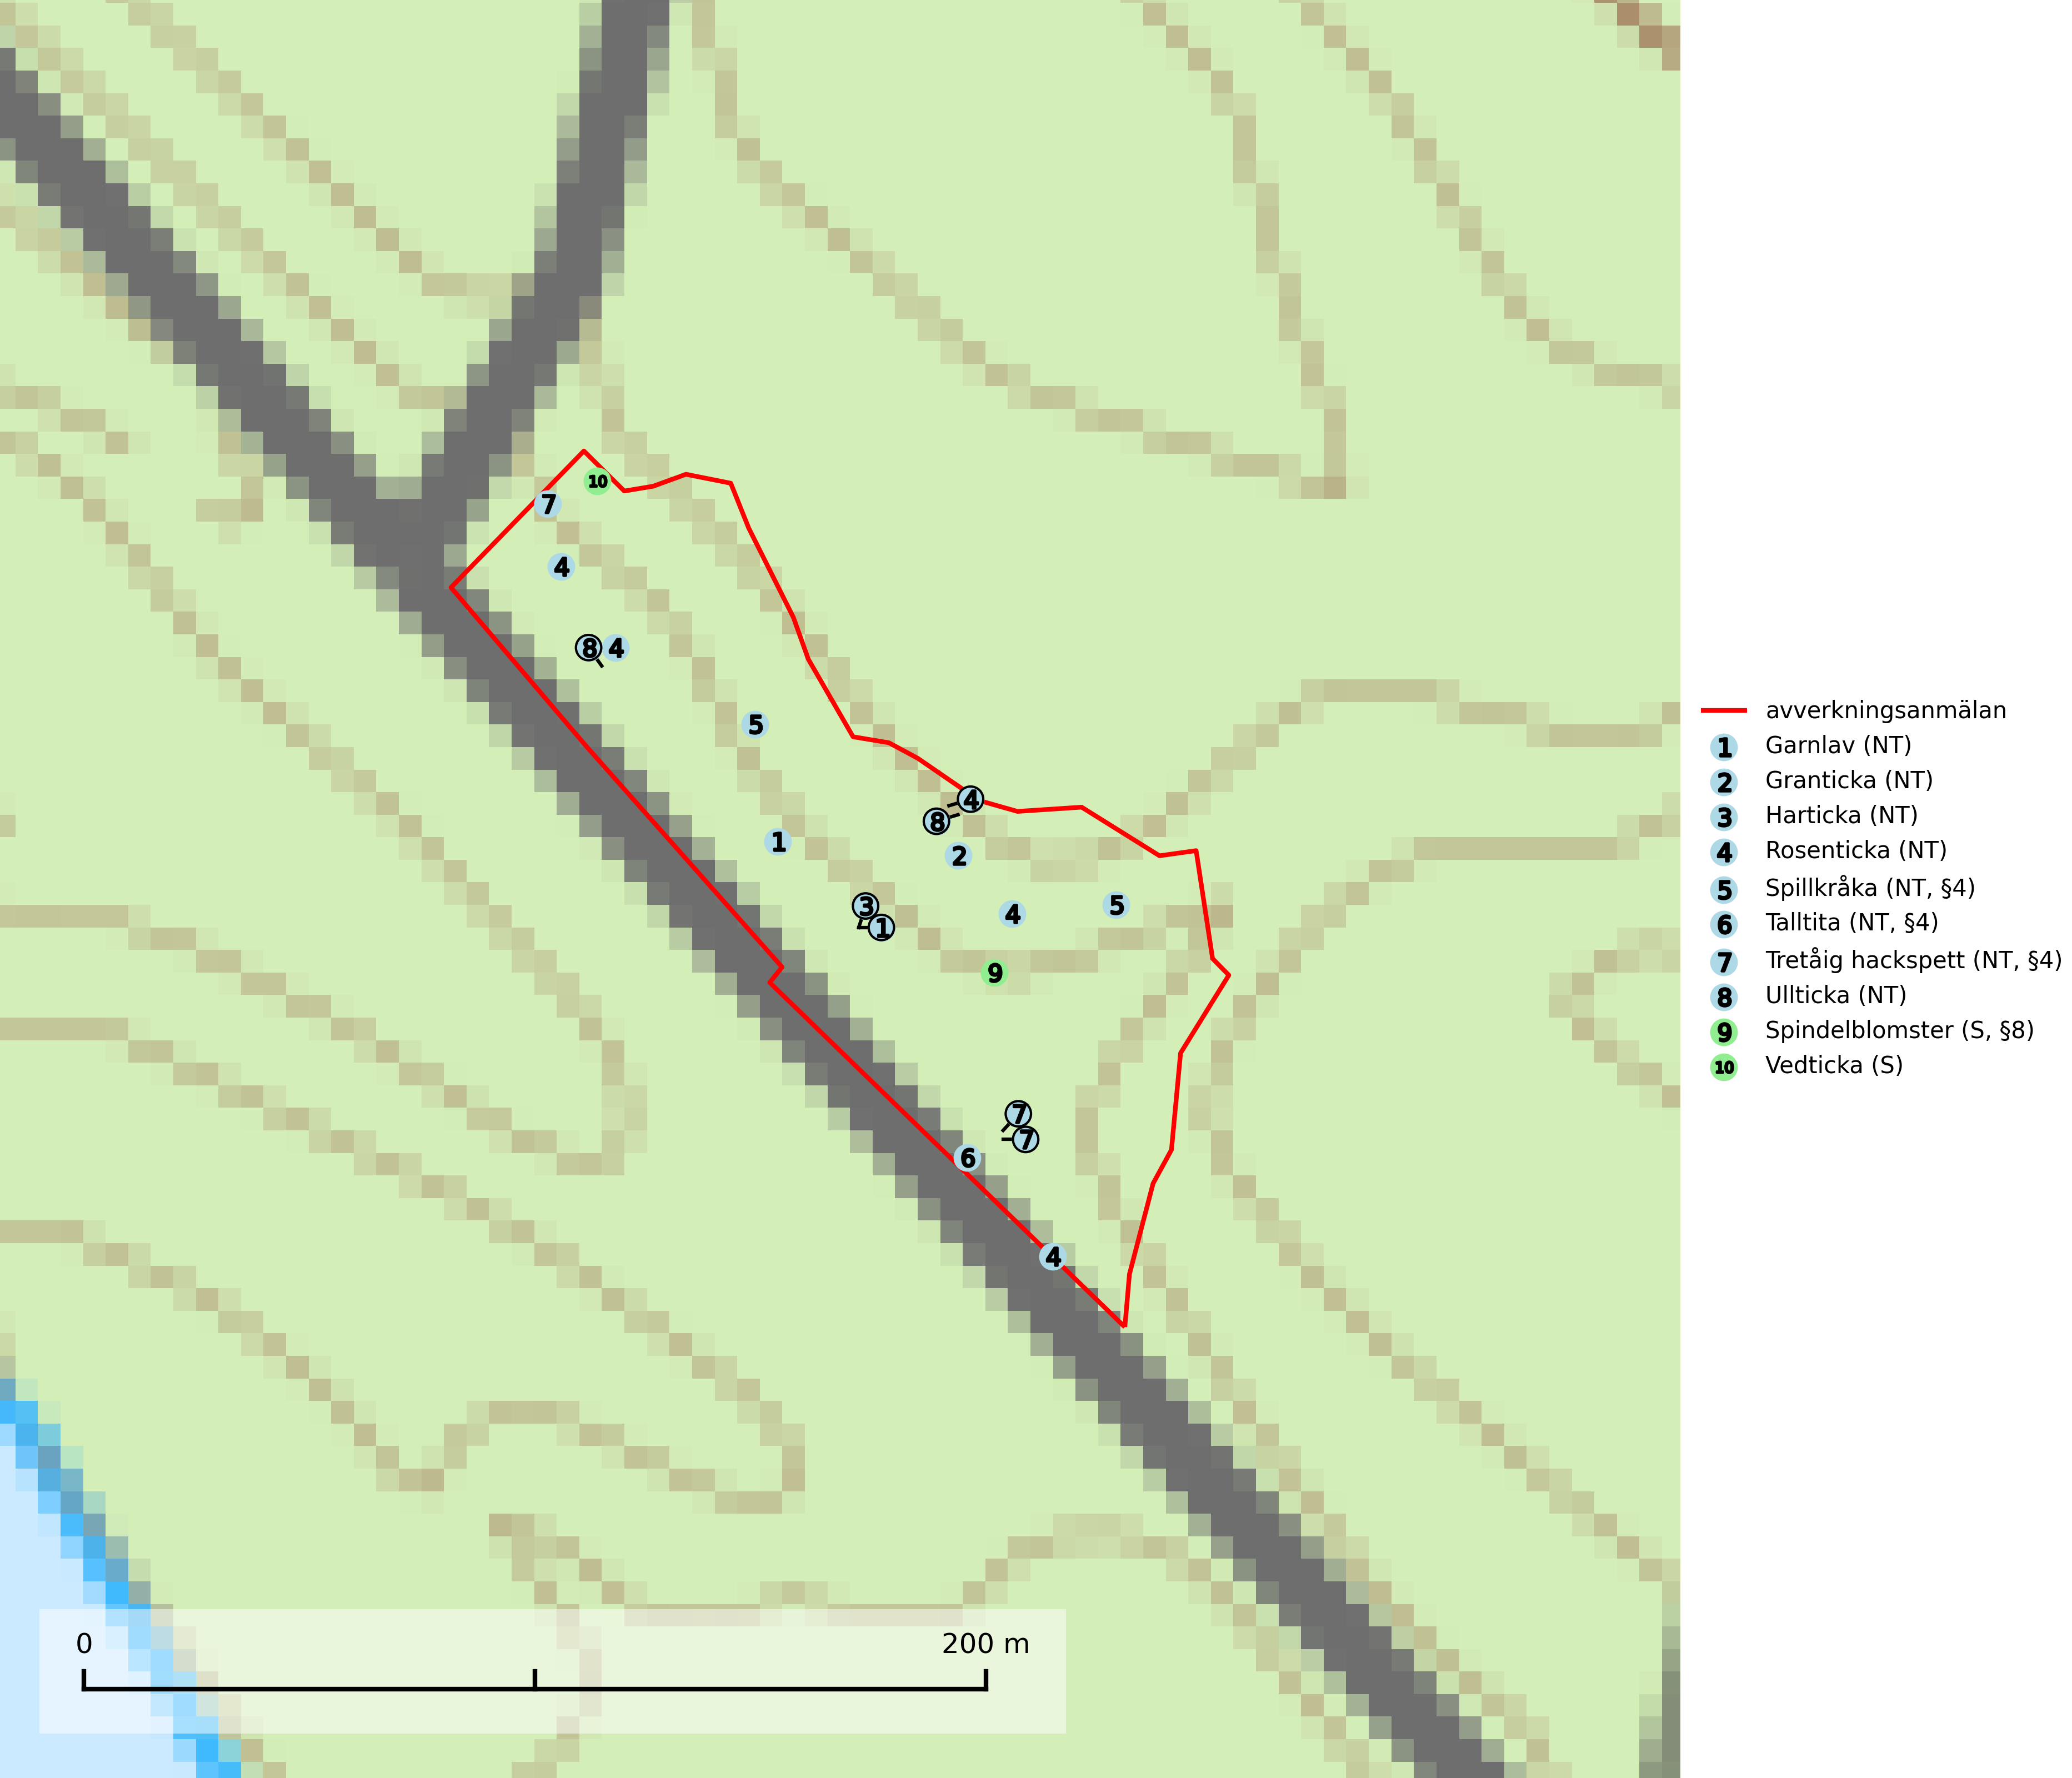 10
7
4
8 4
5
4
8
1
2
3
4
5
1
9
7
7
6
4
0 200 m
avverkningsanmälan
1 Garnlav (NT)
2 Granticka (NT)
3 Harticka (NT)
4 Rosenticka (NT)
5 Spillkråka (NT, §4)
6 Talltita (NT, §4)
7 Tretåig hackspett (NT, §4)
8 Ullticka (NT)
9 Spindelblomster (S, §8)
10 Vedticka (S)